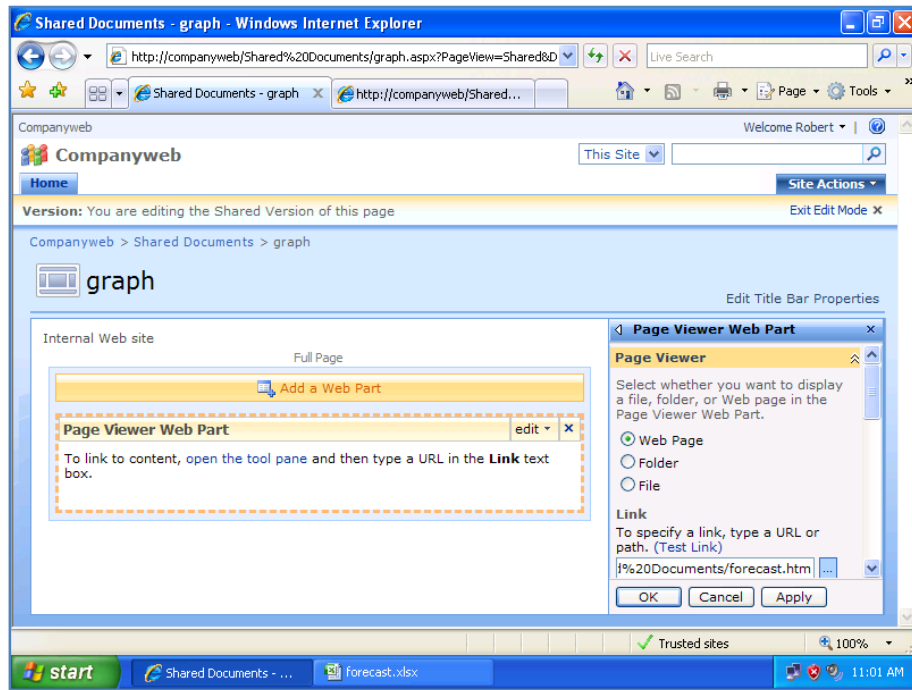 Shared Documents - graph - Windows Internet Explorer
http://companyweb/Shared%20Documents/graph.aspx?PageView=Shared&D
Live Search
Shared Documents - graph
http://companyweb/Shared...
Page
Tools
Companyweb
Welcome Robert
Companyweb
This Site
Home
Site Actions
Version: You are editing the Shared Version of this page
Exit Edit Mode
Companyweb > Shared Documents > graph
graph
Edit Title Bar Properties
Internal Web site
Full Page
Add a Web Part
Page Viewer Web Part
edit
To link to content, open the tool pane and then type a URL in the Link text
box.
Page Viewer Web Part
Page Viewer
Select whether you want to display
a file, folder, or Web page in the
Page Viewer Web Part.
Web Page
Folder
File
Link
To specify a link, type a URL or
path. (Test Link)
d%20Documents/forecast.htm
...
OK
Cancel
Apply
Trusted sites
100%
start
Shared Documents - ...
forecast.xlsx
11:01 AM